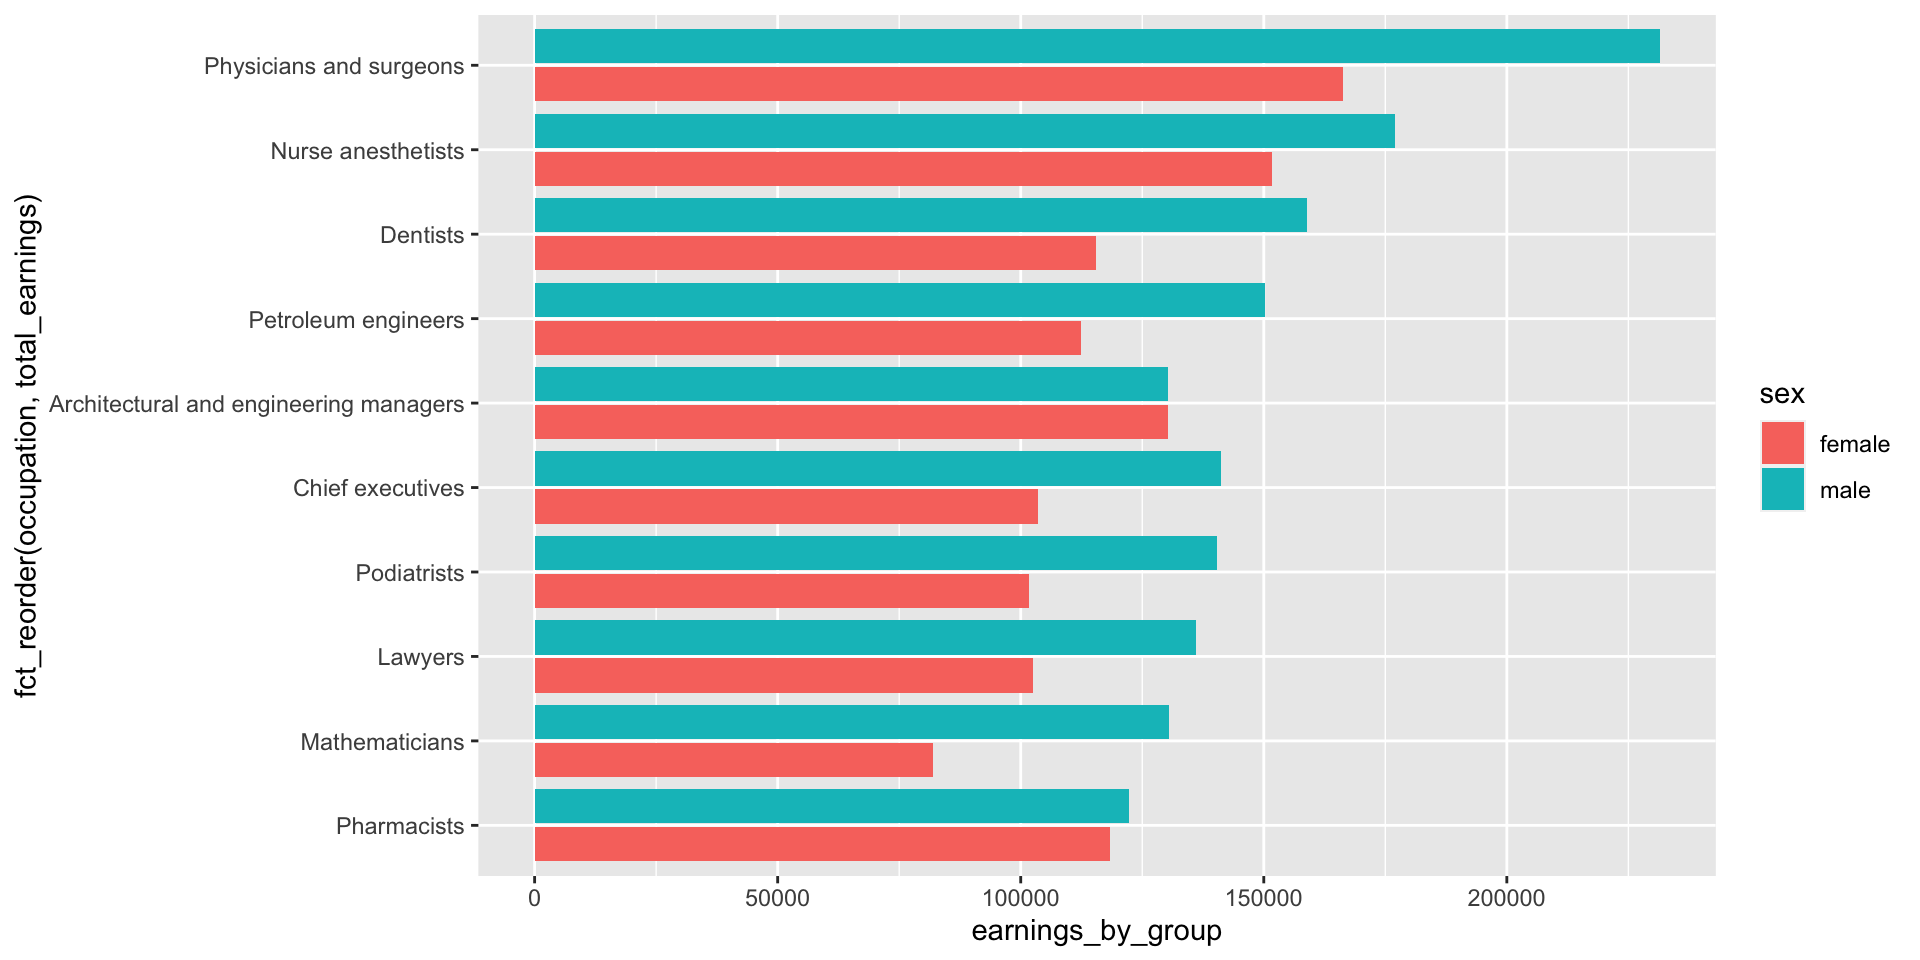 fct_reorder(occupation, total_earnings)
Physicians and surgeons
Nurse anesthetists
Dentists
Petroleum engineers
Architectural and engineering managers
Chief executives
Podiatrists
Lawyers
Mathematicians
Pharmacists
0 50000 100000 150000 200000
earnings_by_group
sex
female
male